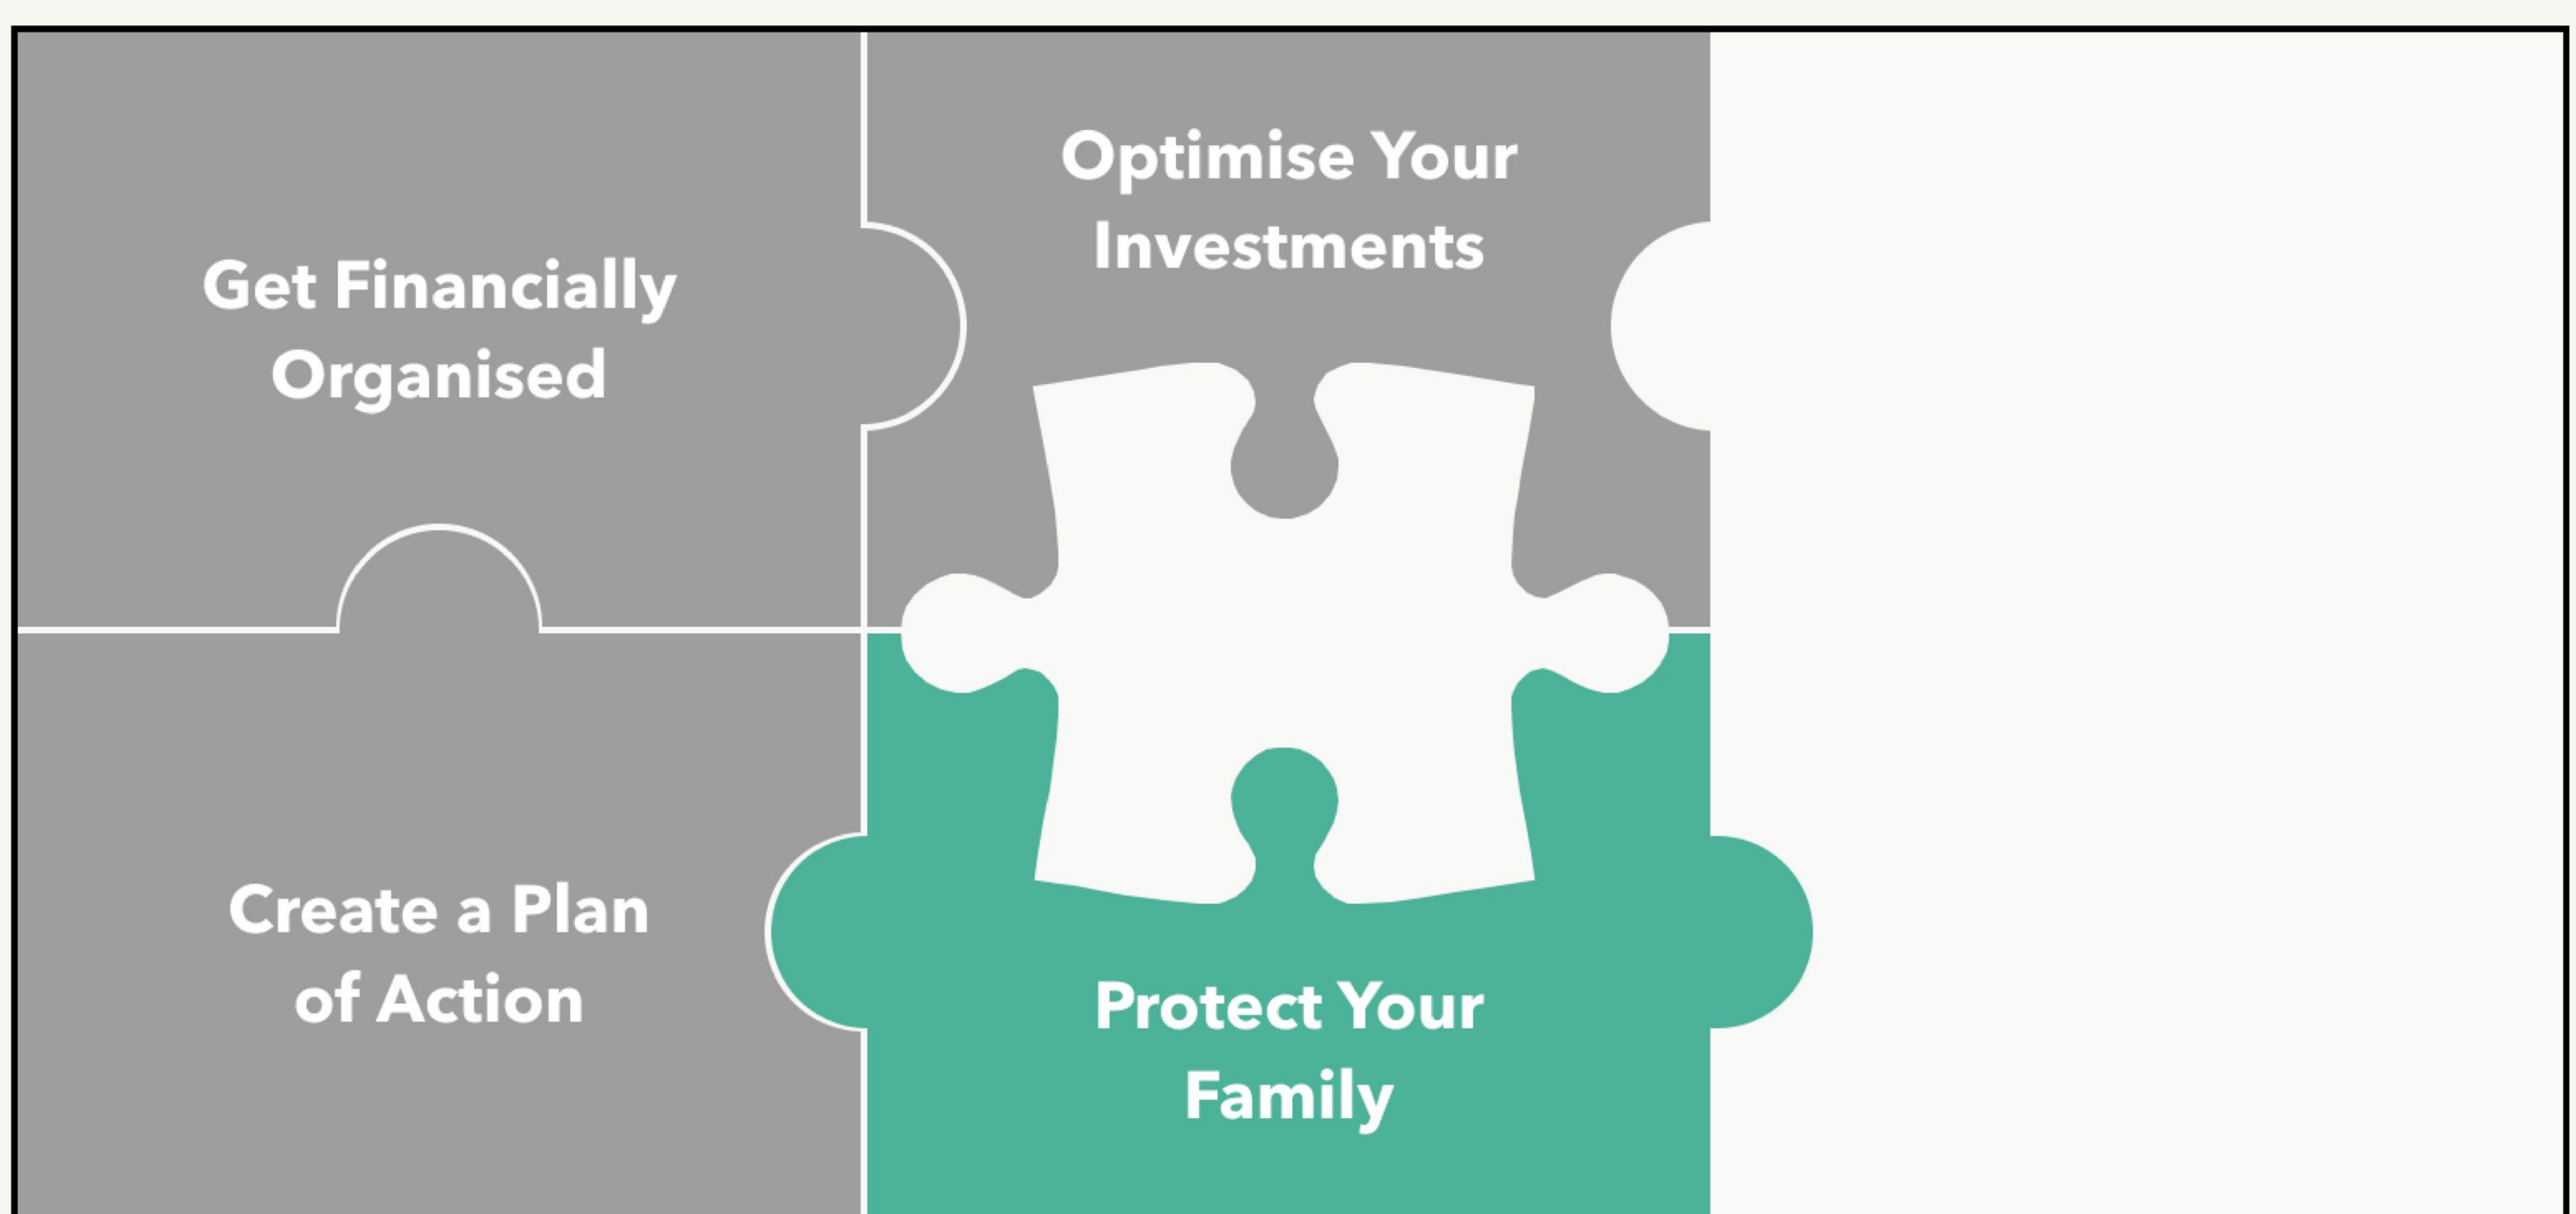 Get Financially
Organised
Optimise Your
Investments
Create a Plan
of Action
Protect Your
Family